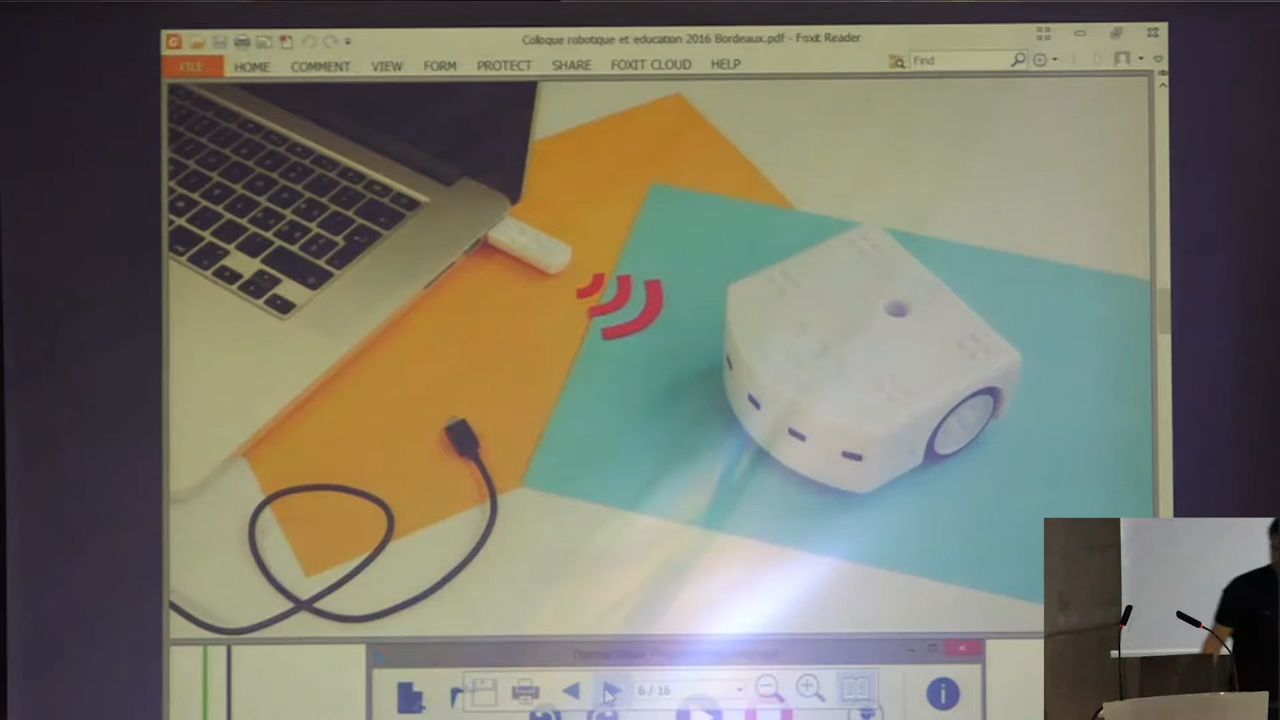 Colloque robotique et education 2016 Bordeaux.pdf - Foxit Reader
FILE HOME COMMENT VIEW FORM PROTECT SHARE FOXIT CLOUD HELP
Find
6 / 16